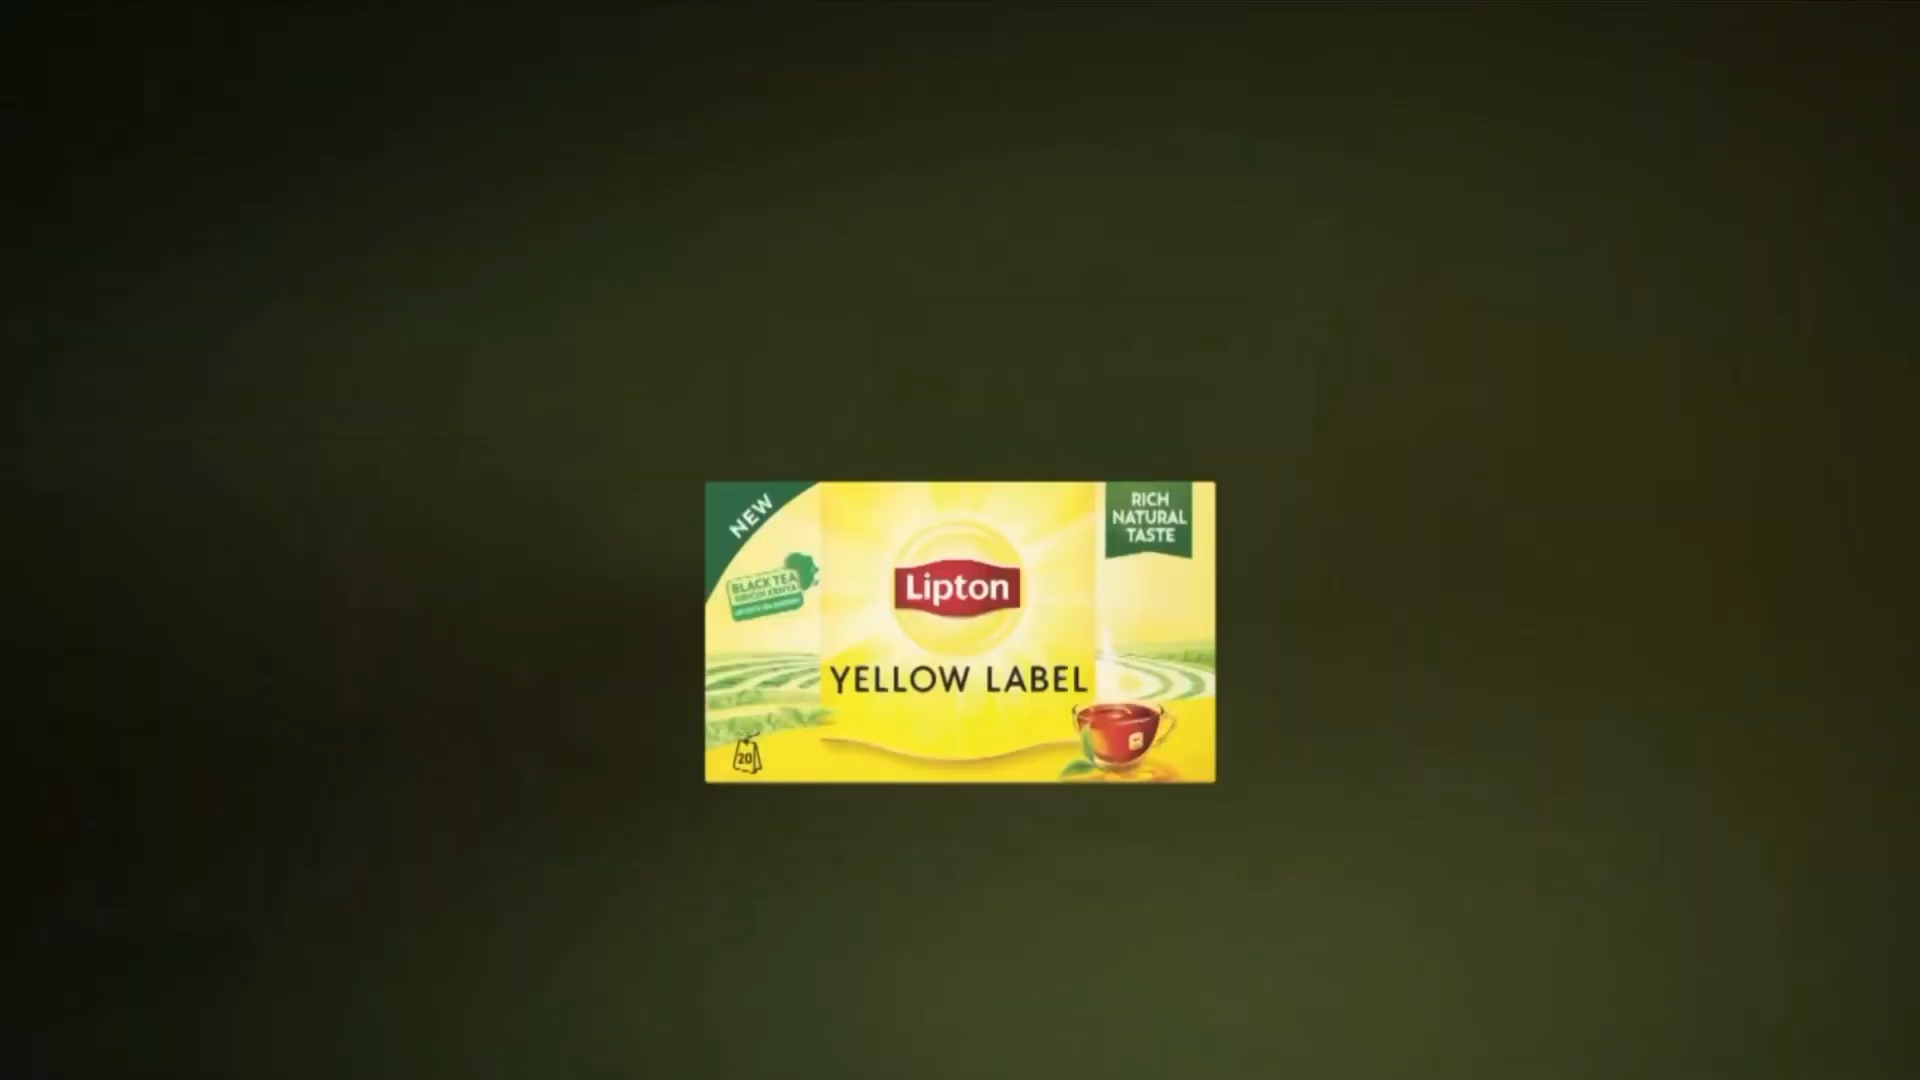 NEW
RICH
NATURAL
TASTE
BLACK TEA
Lipton
YELLOW LABEL
20